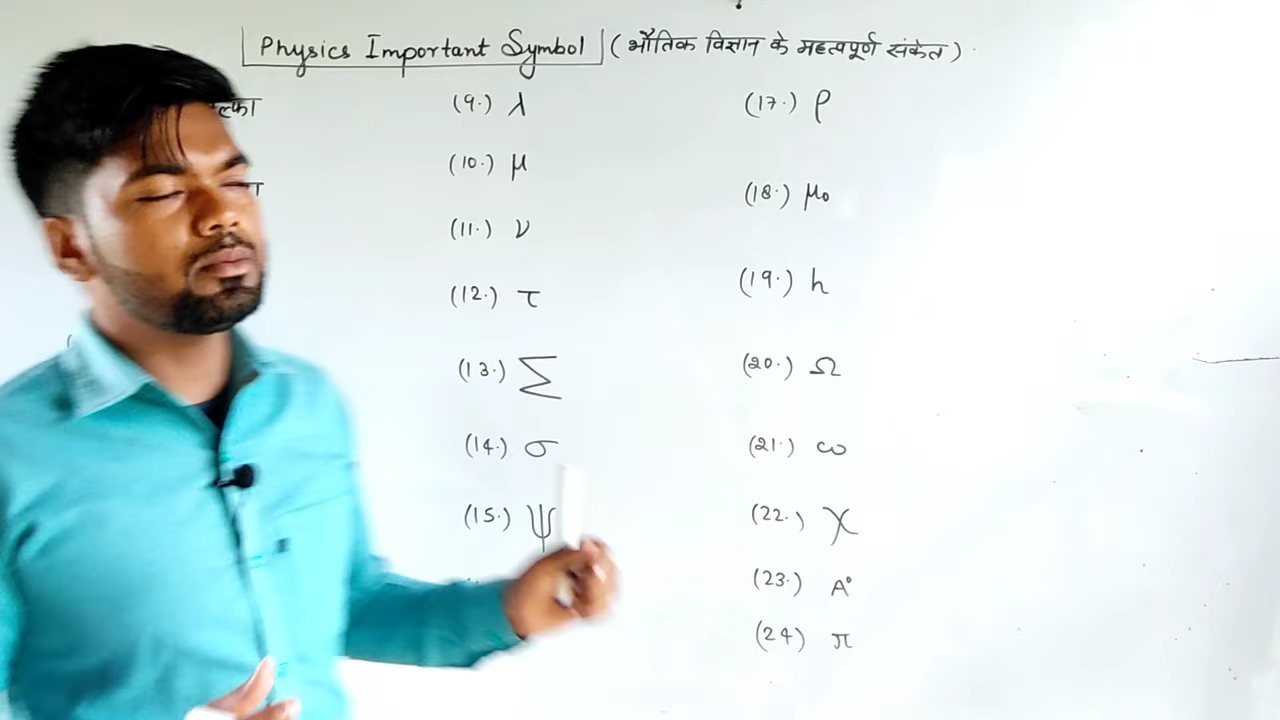 Physics Important Symbol (भौतिक विज्ञान के महत्वपूर्ण संकेत)
(9.) λ
(10.) μ
(11.) ν
(12.) τ
(13.) Σ
(14.) σ
(15.) ψ
(17.) ρ
(18.) μ₀
(19.) h
(20.) Ω
(21.) ω
(22.) χ
(23.) A°
(24) π